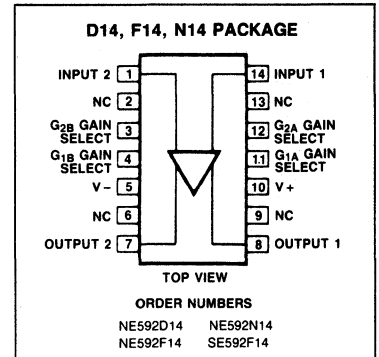 D14, F14, N14 PACKAGE
INPUT 2 1 14 INPUT 1
NC 2 13 NC
G2B GAIN SELECT 3 12 G2A GAIN SELECT
G1B GAIN SELECT 4 11 G1A GAIN SELECT
V− 5 10 V+
NC 6 9 NC
OUTPUT 2 7 8 OUTPUT 1
TOP VIEW
ORDER NUMBERS
NE592D14 NE592N14
NE592F14 SE592F14